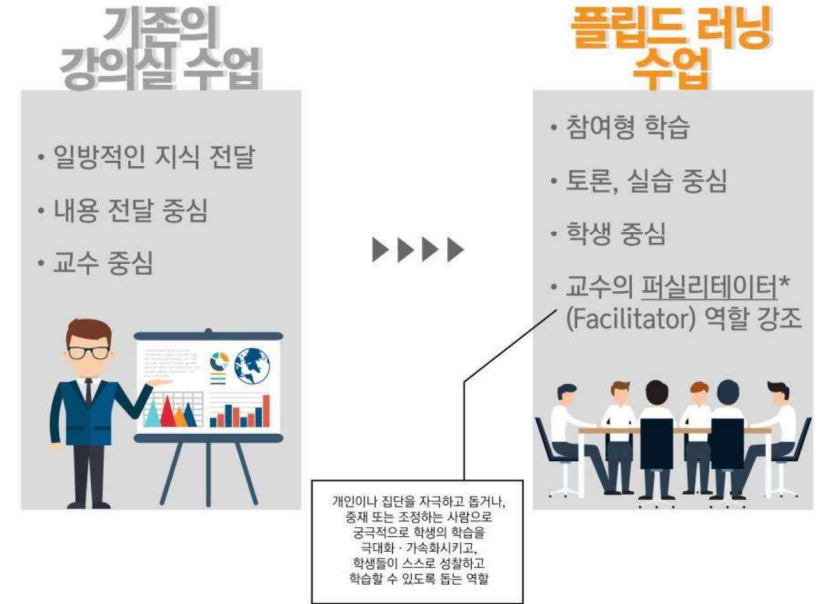 기존의
강의실 수업
• 일방적인 지식 전달
• 내용 전달 중심
• 교수 중심
플립드 러닝
수업
• 참여형 학습
• 토론, 실습 중심
• 학생 중심
• 교수의 퍼실리테이터*
(Facilitator) 역할 강조
개인이나 집단을 자극하고 돕거나,
중재 또는 조정하는 사람으로
궁극적으로 학생의 학습을
극대화 · 가속화시키고,
학생들이 스스로 성찰하고
학습할 수 있도록 돕는 역할